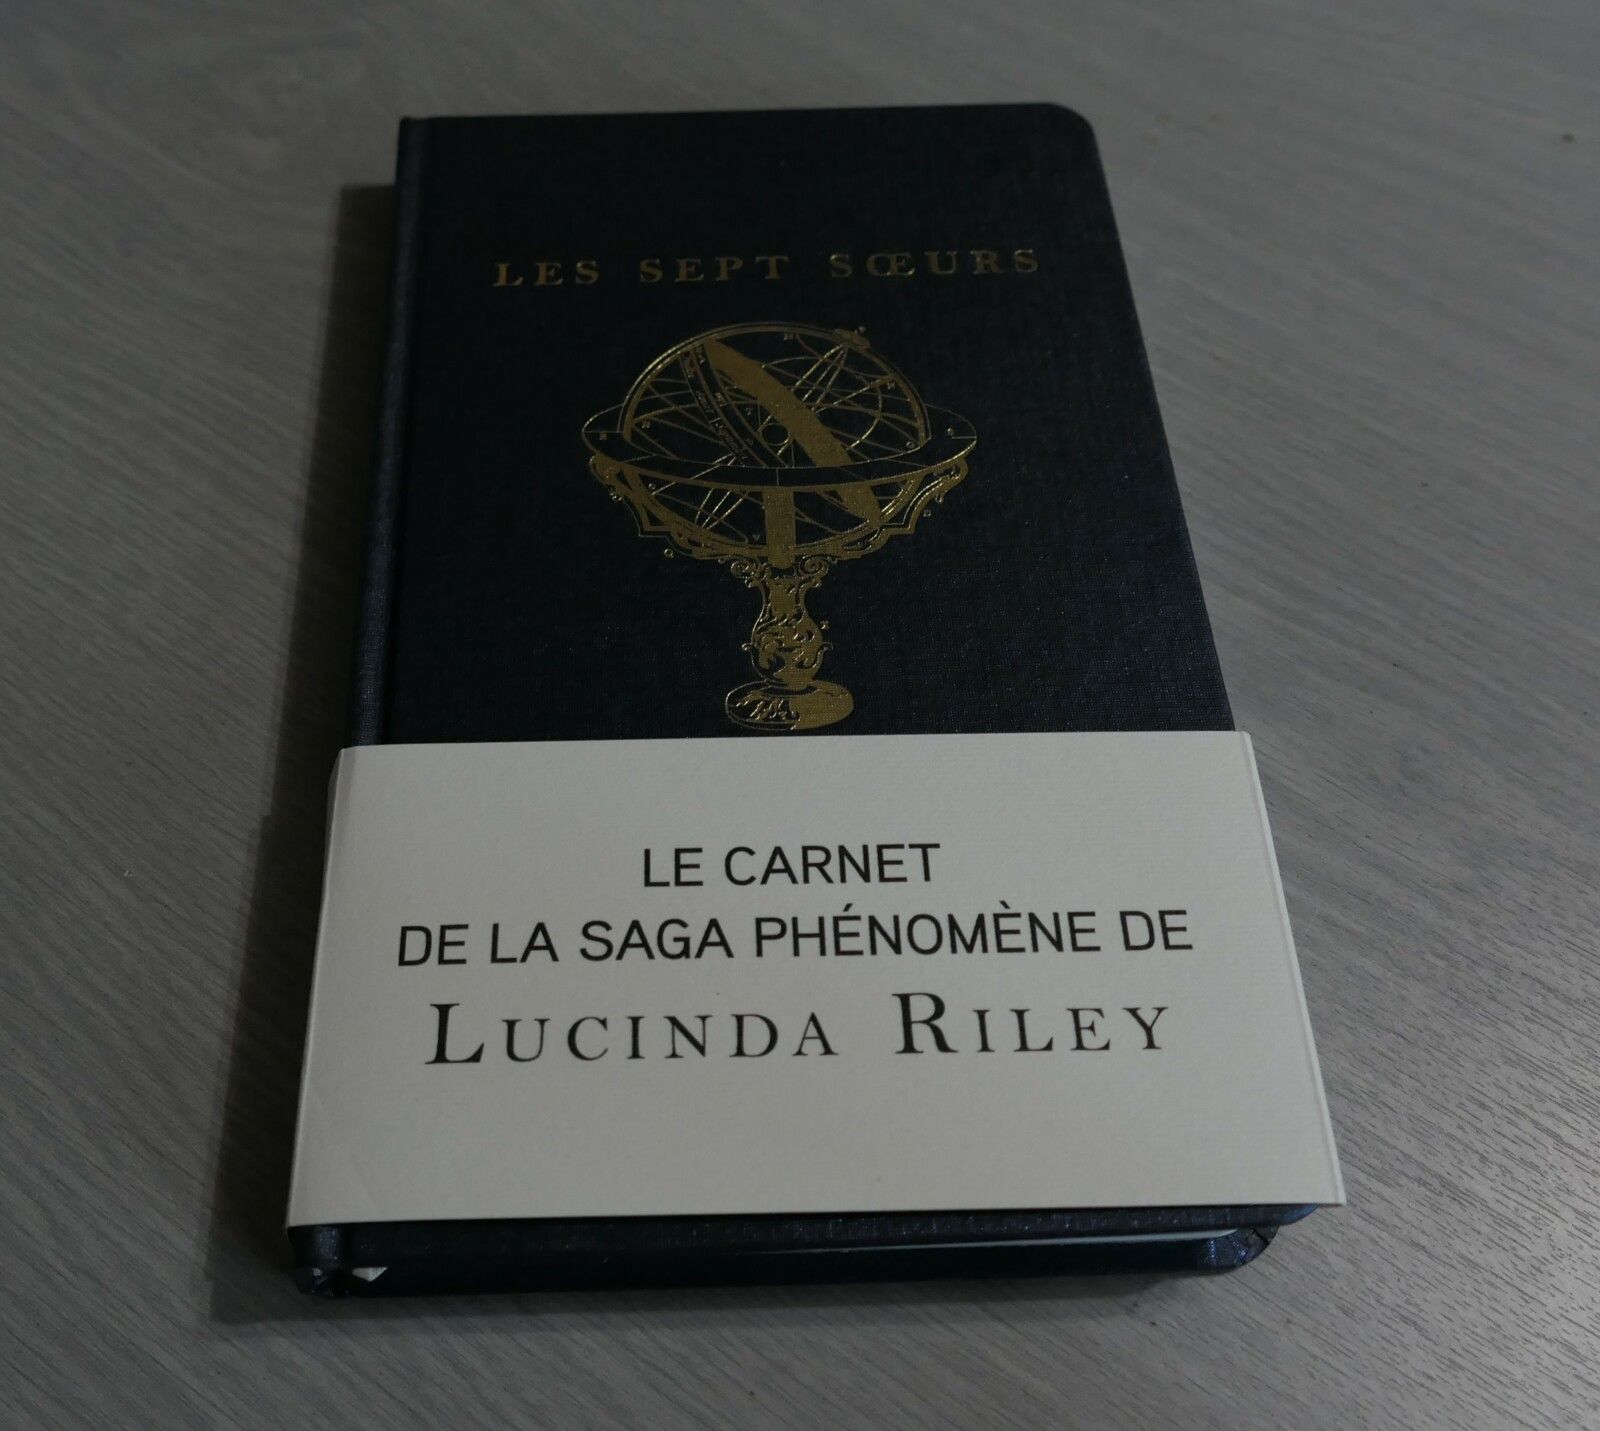 LES SEPT SŒURS
LE CARNET
DE LA SAGA PHÉNOMÈNE DE
LUCINDA RILEY